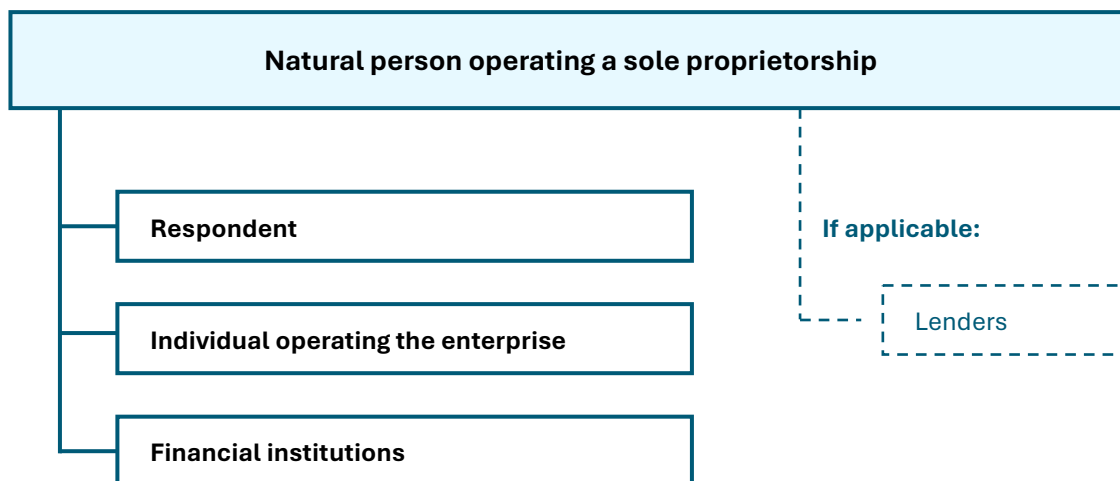 Natural person operating a sole proprietorship
Respondent
If applicable:
Lenders
Individual operating the enterprise
Financial institutions